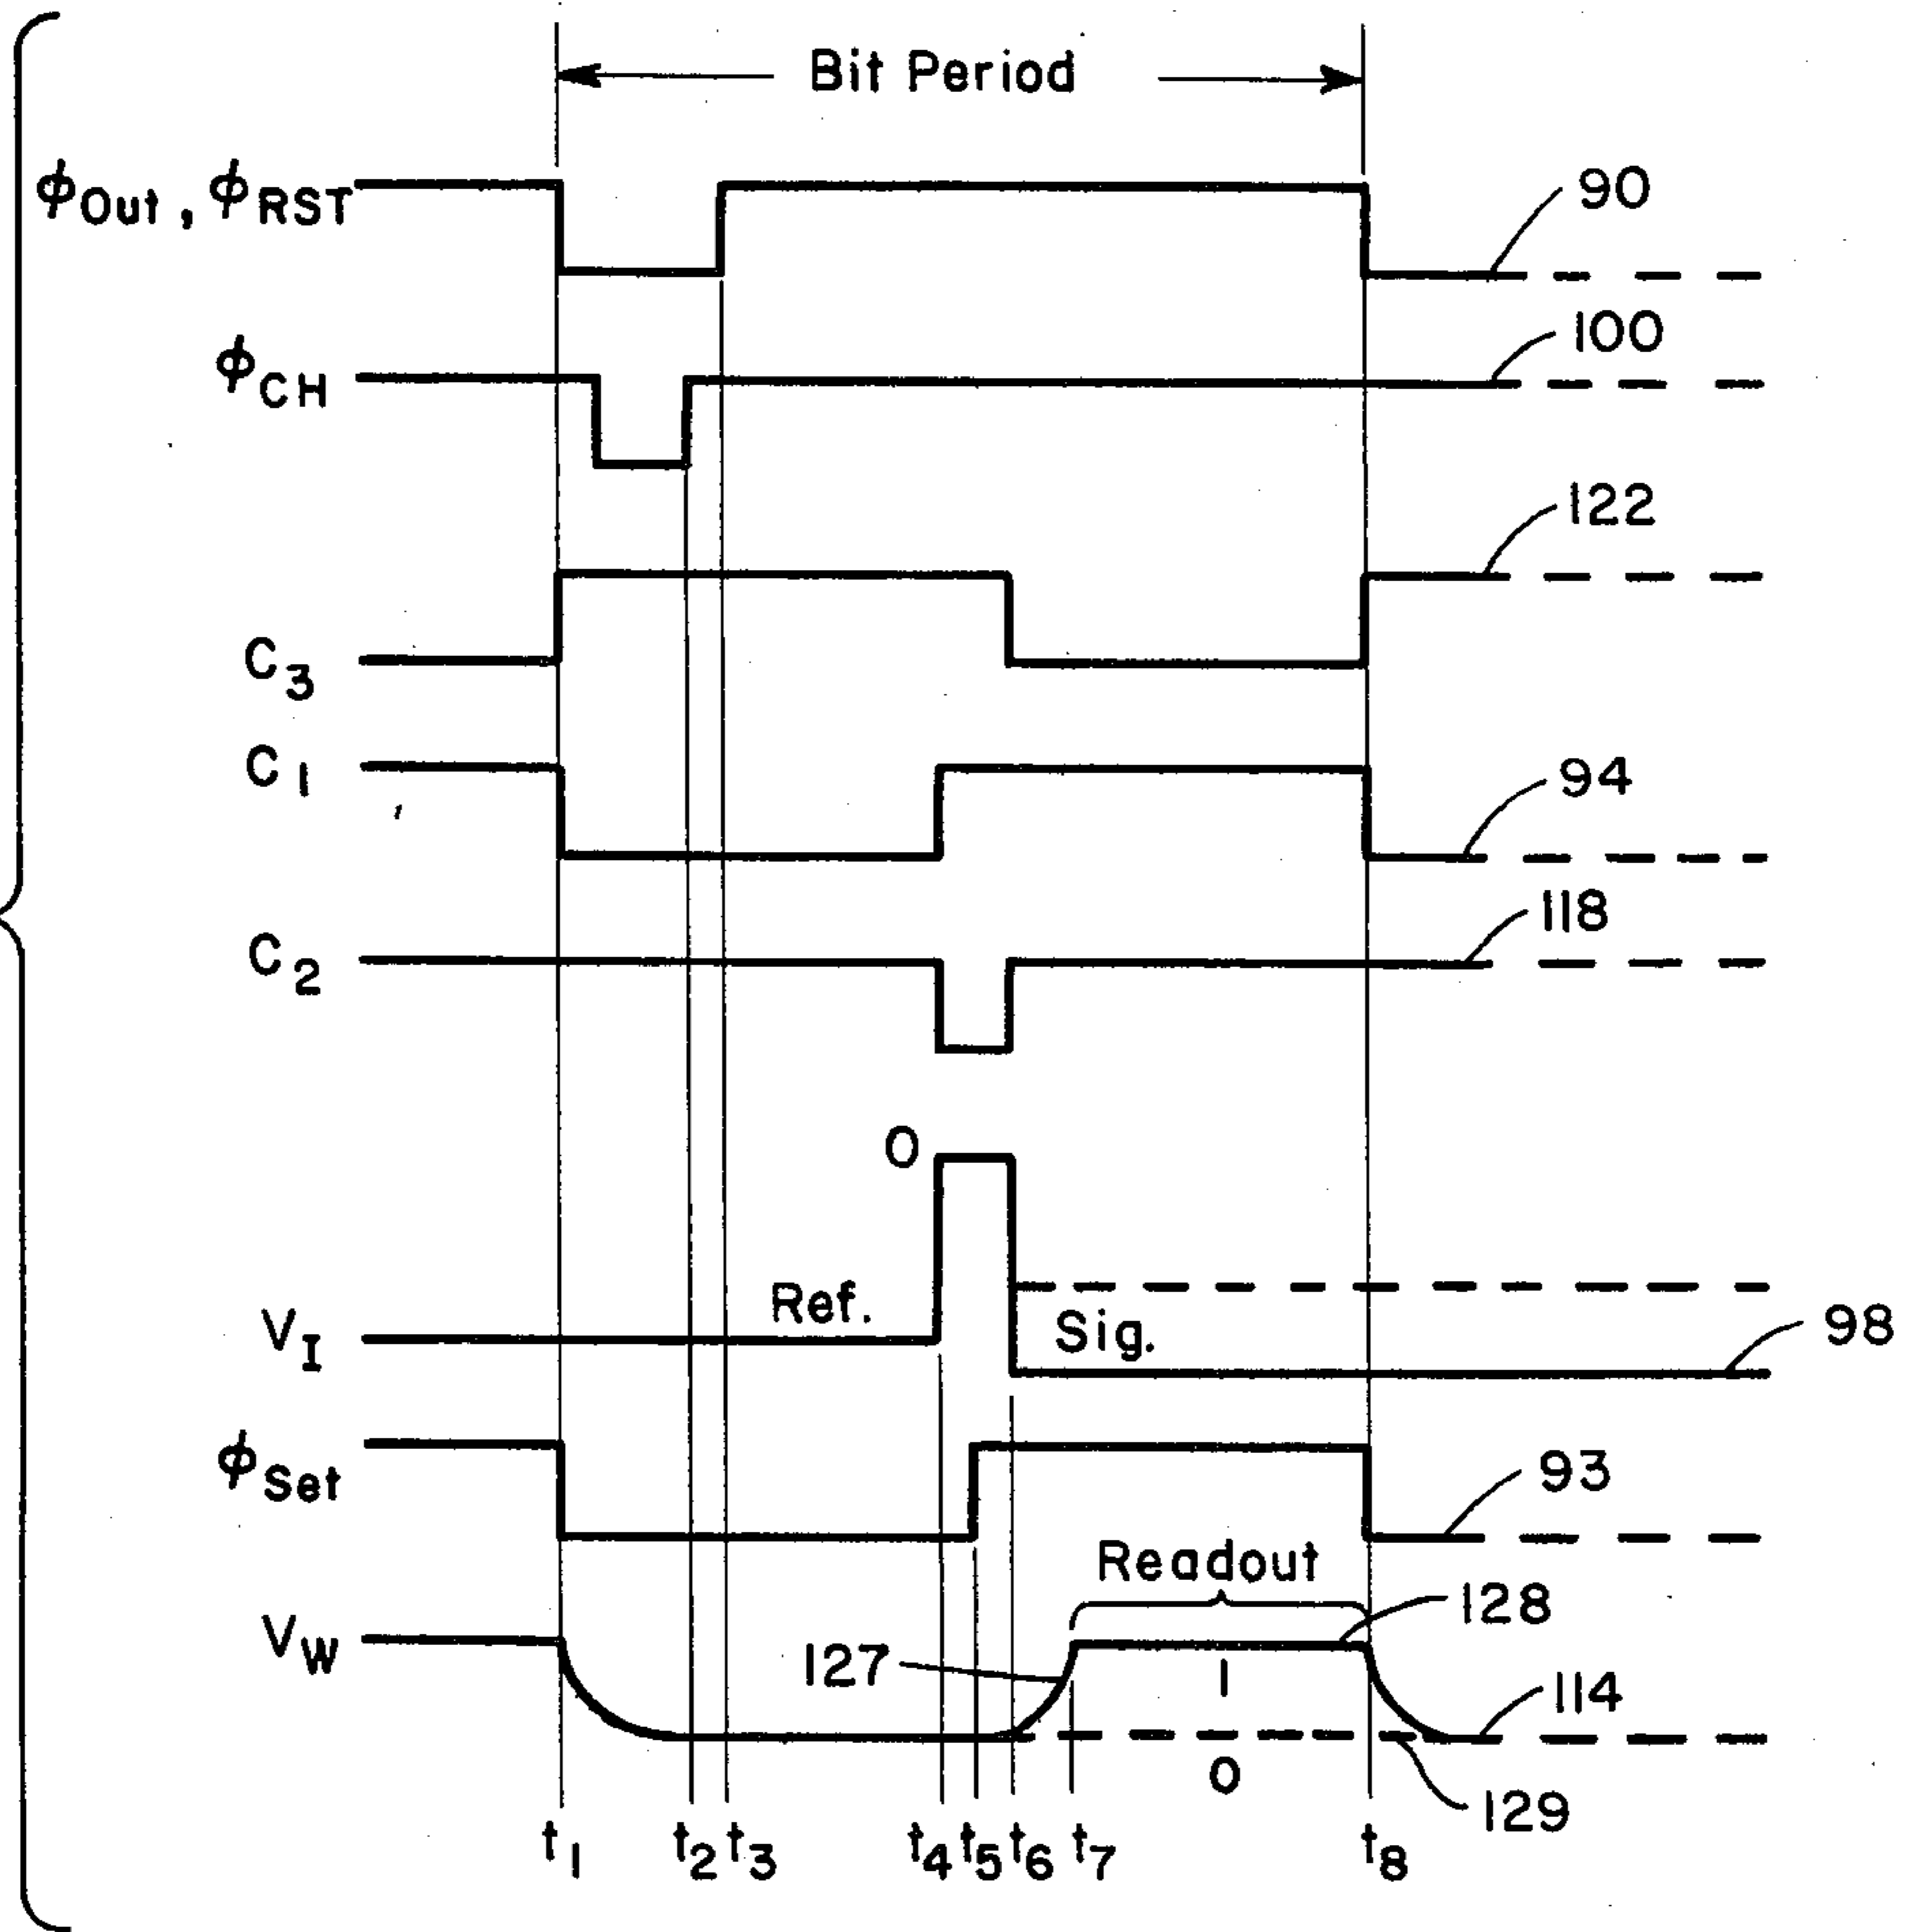 Bit Period
ϕOut, ϕRST
90
ϕCH
100
122
C3
C1
94
118
C2
0
Ref.
Sig.
VI
98
ϕSet
93
Readout
128
VW
127
1
114
0
129
t1 t2 t3 t4 t5 t6 t7 t8